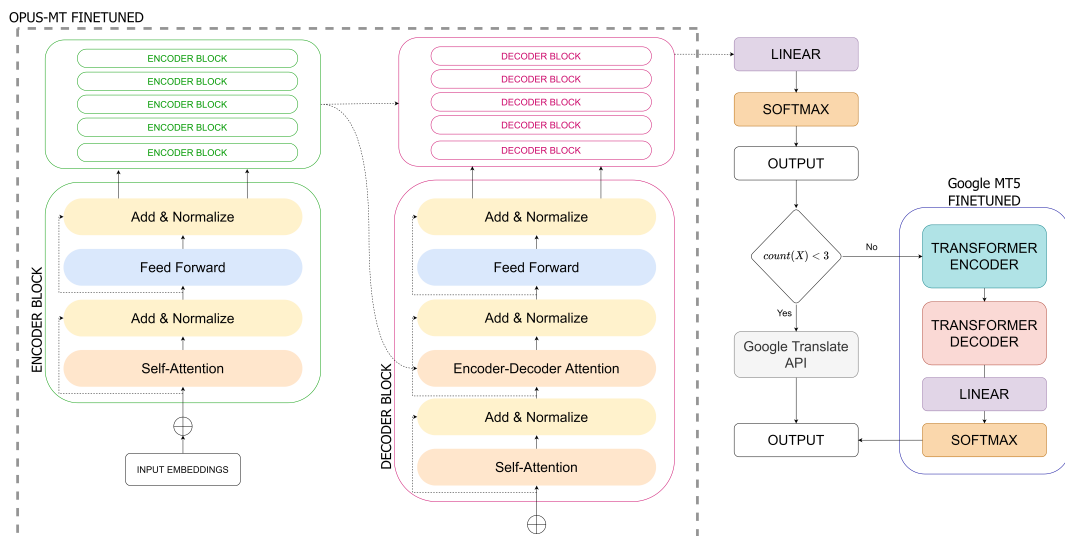 OPUS-MT FINETUNED
ENCODER BLOCK
ENCODER BLOCK
ENCODER BLOCK
ENCODER BLOCK
ENCODER BLOCK
Add & Normalize
Feed Forward
Add & Normalize
Self-Attention
ENCODER BLOCK
INPUT EMBEDDINGS
DECODER BLOCK
DECODER BLOCK
DECODER BLOCK
DECODER BLOCK
DECODER BLOCK
Add & Normalize
Feed Forward
Add & Normalize
Encoder-Decoder Attention
Add & Normalize
Self-Attention
DECODER BLOCK
LINEAR
SOFTMAX
OUTPUT
count(X) < 3
No
Yes
Google Translate
API
OUTPUT
Google MT5
FINETUNED
TRANSFORMER
ENCODER
TRANSFORMER
DECODER
LINEAR
SOFTMAX